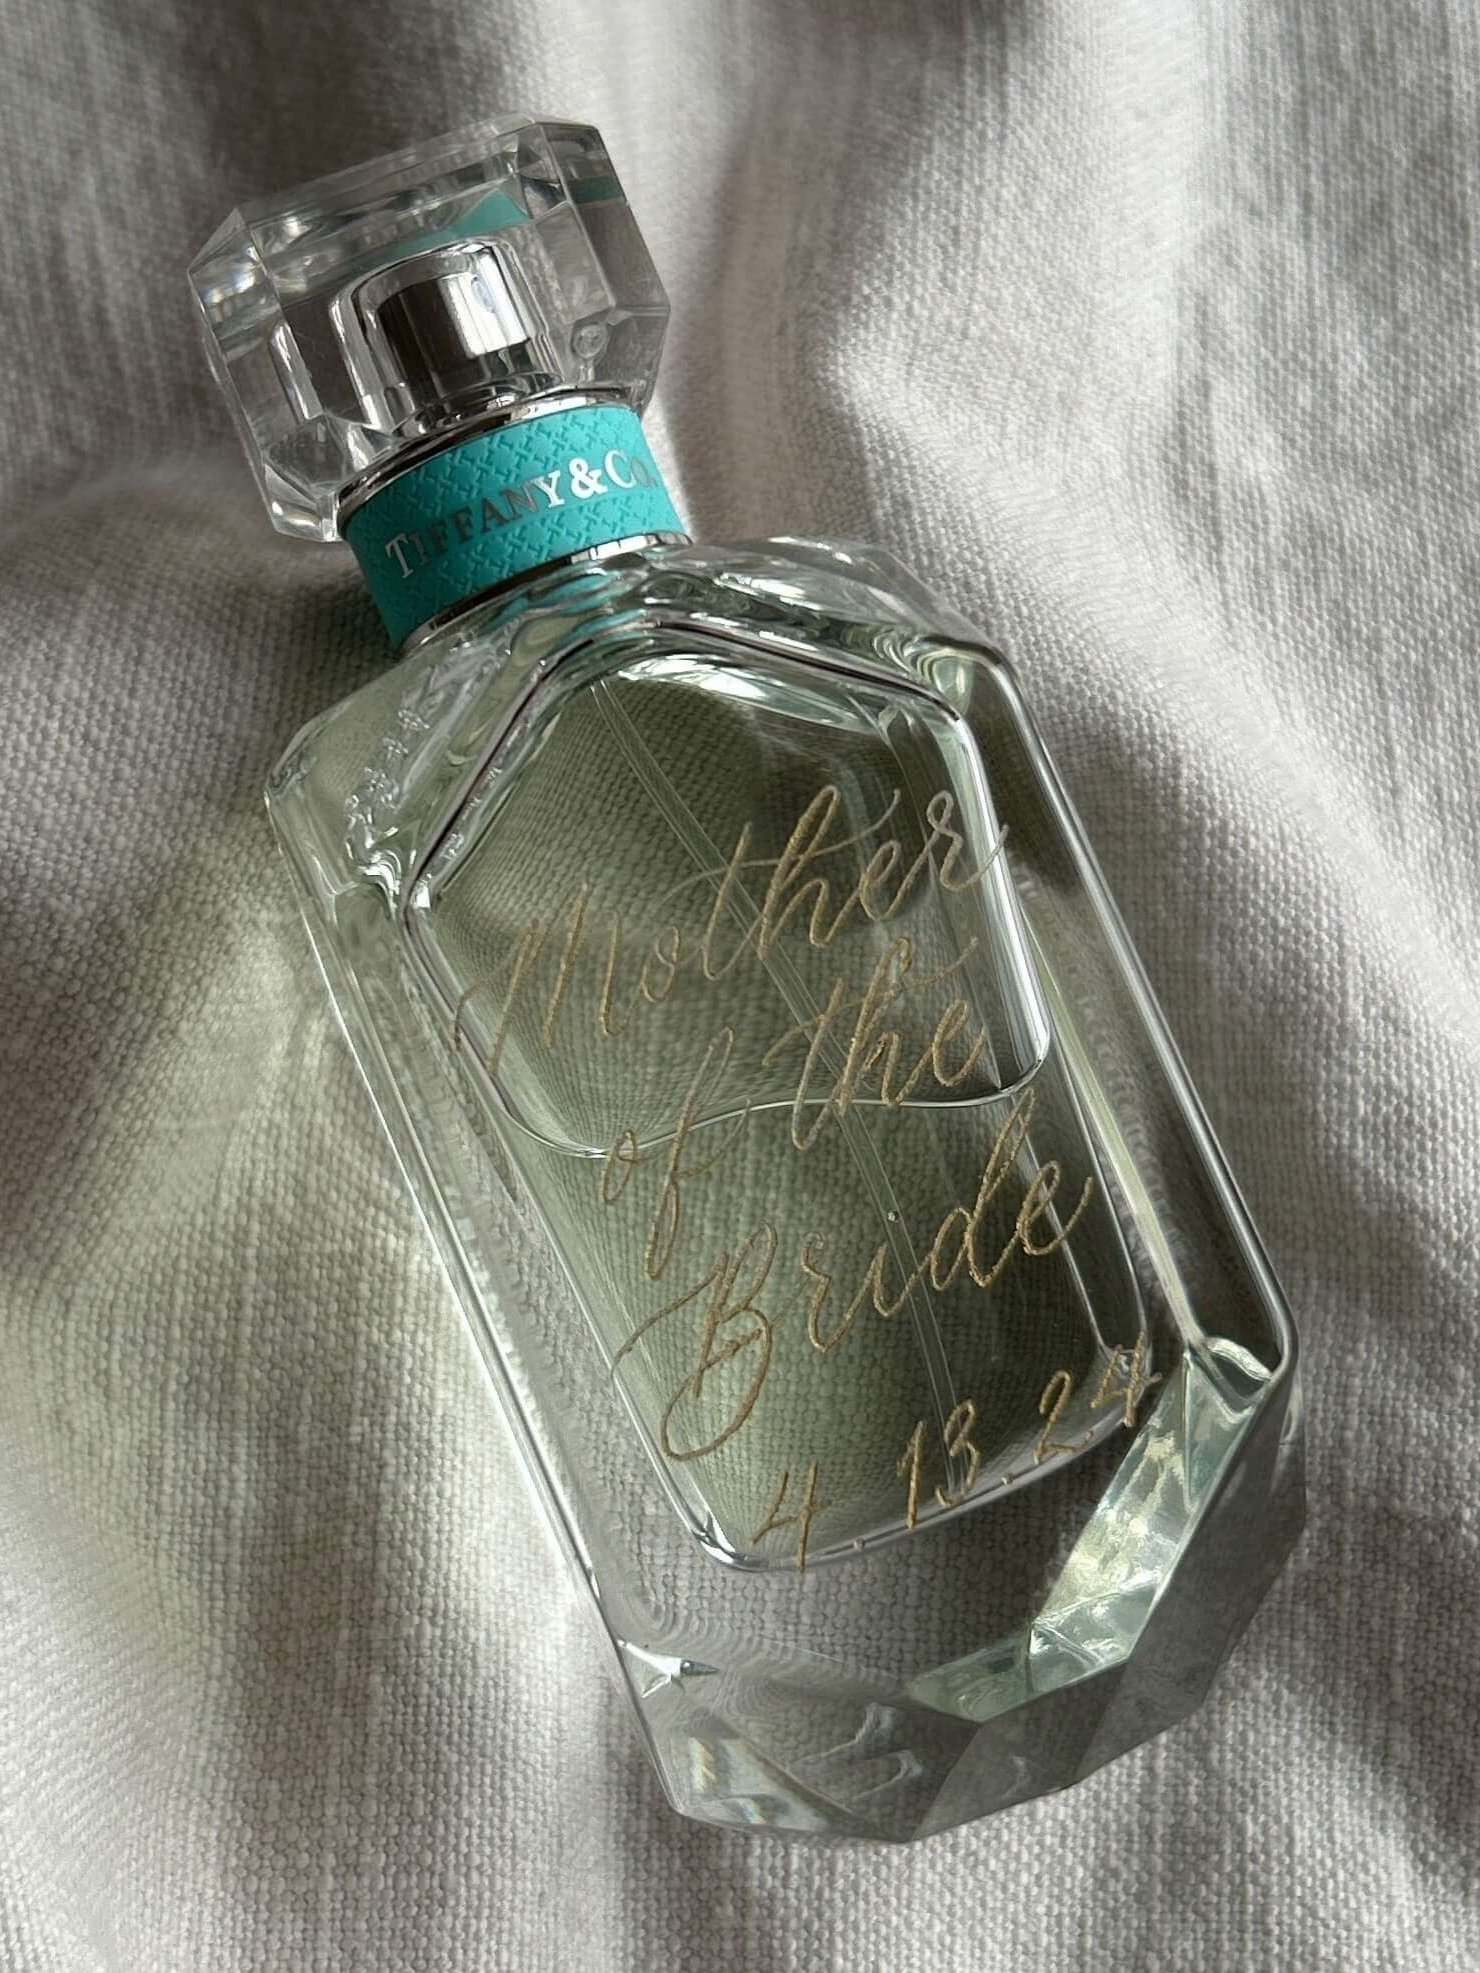 TIFFANY & CO.
Mother
of the
Bride
4.13.24